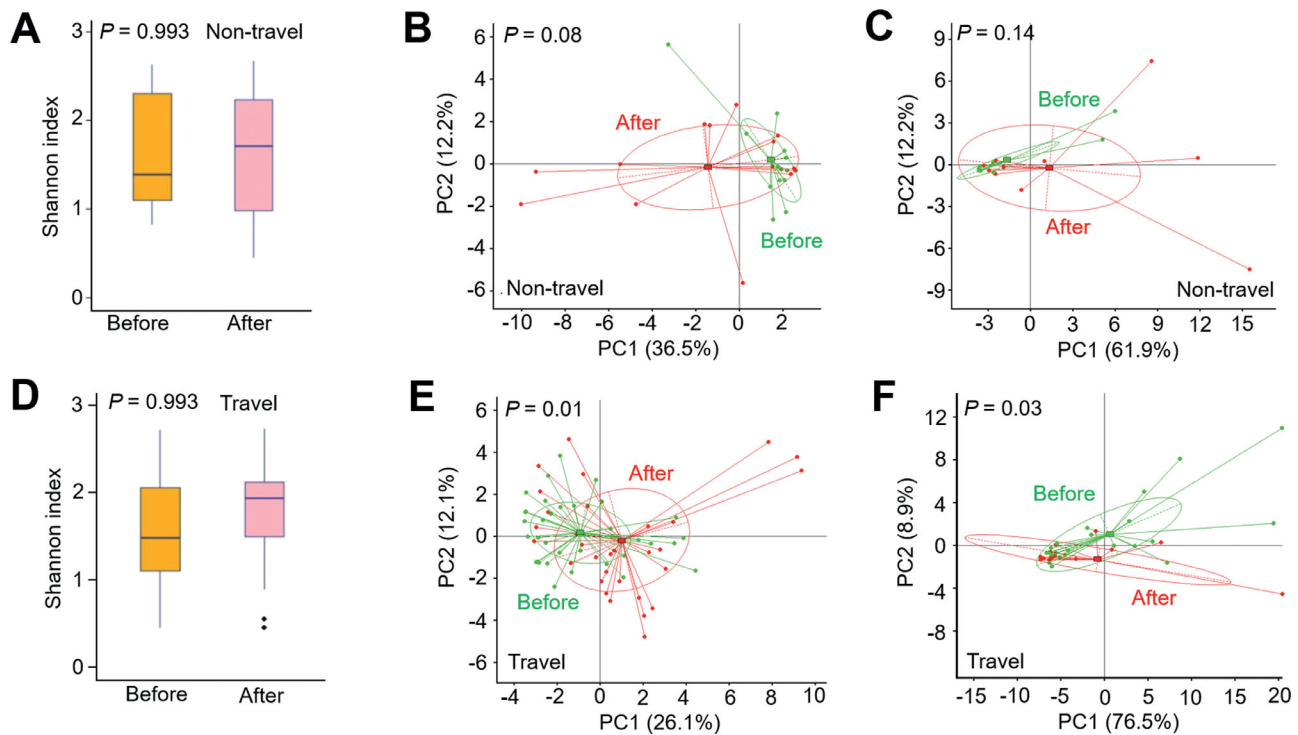 A
P = 0.993 Non-travel
3
2
1
0
Shannon index
Before After
B
P = 0.08
6
4
2
0
-2
-4
-6
PC2 (12.2%)
After
Before
.Non-travel
-10 -8 -6 -4 -2 0 2
PC1 (36.5%)
C
P = 0.14
9
6
3
0
-3
-6
-9
PC2 (12.2%)
Before
After
Non-travel
-3 0 3 6 9 12 15
PC1 (61.9%)
D
P = 0.993 Travel
3
2
1
0
Shannon index
Before After
E
P = 0.01
6
4
2
0
-2
-4
-6
PC2 (12.1%)
After
Before
Travel
-4 -2 0 2 4 6 8 10
PC1 (26.1%)
F
P = 0.03
12
8
4
0
-4
-8
PC2 (8.9%)
Before
After
Travel
-15 -10 -5 0 5 10 15 20
PC1 (76.5%)